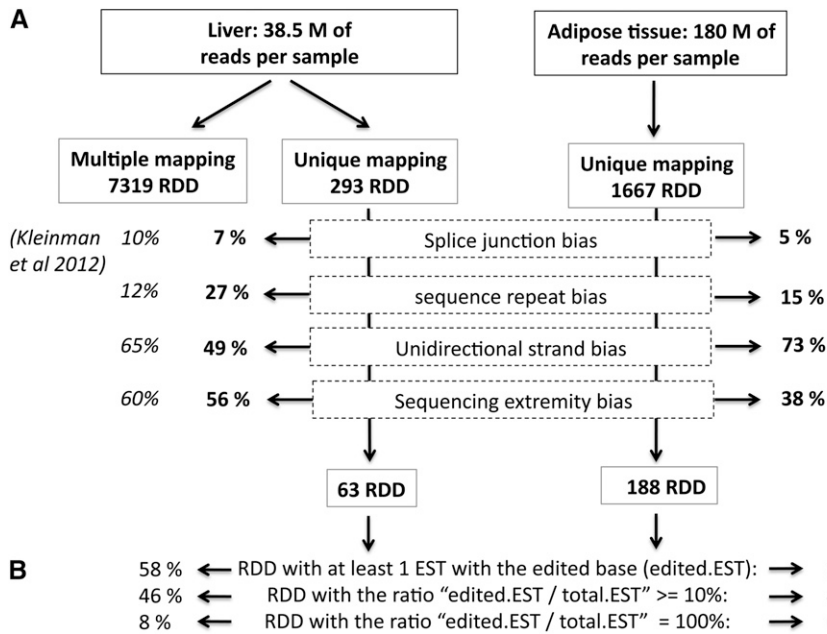 A
Liver: 38.5 M of
reads per sample
Adipose tissue: 180 M of
reads per sample
Multiple mapping
7319 RDD
Unique mapping
293 RDD
Unique mapping
1667 RDD
(Kleinman
et al 2012)
10% 7 % Splice junction bias 5 %
12% 27 % sequence repeat bias 15 %
65% 49 % Unidirectional strand bias 73 %
60% 56 % Sequencing extremity bias 38 %
63 RDD
188 RDD
B
58 % RDD with at least 1 EST with the edited base (edited.EST):
46 % RDD with the ratio “edited.EST / total.EST” >= 10%:
8 % RDD with the ratio “edited.EST / total.EST” = 100%: